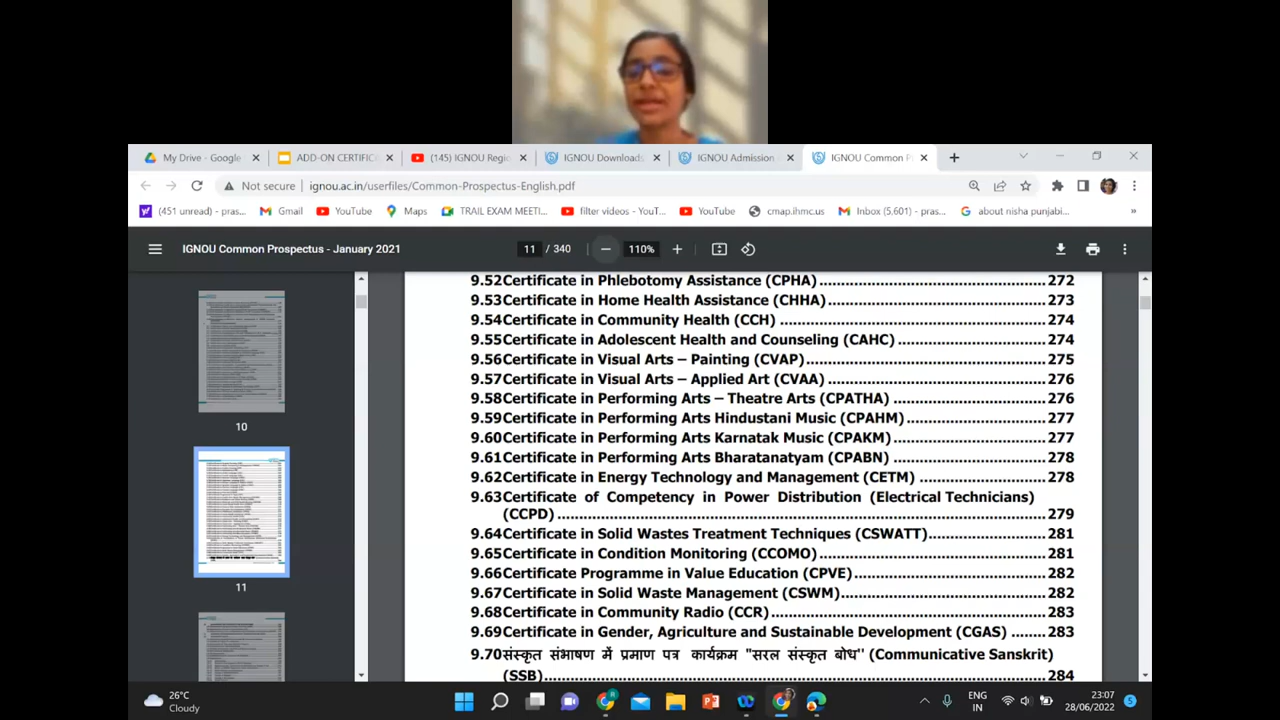 My Drive - Google
ADD-ON CERTIFIC
(145) IGNOU Regi
IGNOU Downloads
IGNOU Admission
IGNOU Common P
Not secure
ignou.ac.in/userfiles/Common-Prospectus-English.pdf
(451 unread) - pras...
Gmail
YouTube
Maps
TRAIL EXAM MEETI...
filter videos - YouT...
YouTube
cmap.ihmc.us
Inbox (5,601) - pras...
about nisha punjabi...
IGNOU Common Prospectus - January 2021
11 / 340
110%
10
11
9.52Certificate in Phlebotomy Assistance (CPHA) 272
9.53Certificate in Home Health Assistance (CHHA) 273
9.54Certificate in Community Health (CCH) 274
9.55Certificate in Adolescent Health and Counseling (CAHC) 274
9.56Certificate in Visual Arts – Painting (CVAP) 275
9.57Certificate in Visual Arts – Applied Art (CVAA) 276
9.58Certificate in Performing Arts – Theatre Arts (CPATHA) 276
9.59Certificate in Performing Arts Hindustani Music (CPAHM) 277
9.60Certificate in Performing Arts Karnatak Music (CPAKM) 277
9.61Certificate in Performing Arts Bharatanatyam (CPABN) 278
9.62Certificate in Energy Technology and Management (CETM) 278
9.63Certificate of Competency in Power Distribution (Electrical Technicians)
(CCPD) 279
9.64Certificate in Solid Wastes Treatment Techniques (CSWATT) 281
9.65Certificate in Condition Monitoring (CCOMO) 281
9.66Certificate Programme in Value Education (CPVE) 282
9.67Certificate in Solid Waste Management (CSWM) 282
9.68Certificate in Community Radio (CCR) 283
9.69Certificate in Gender, Agriculture and Sustainable Development (CGAS) 283
9.70संस्कृत संभाषण में प्रमाण पत्र कार्यक्रम "सरल संस्कृत बोध" (Communicative Sanskrit)
(SSB) 284
26°C
Cloudy
ENG
IN
23:07
28/06/2022
5